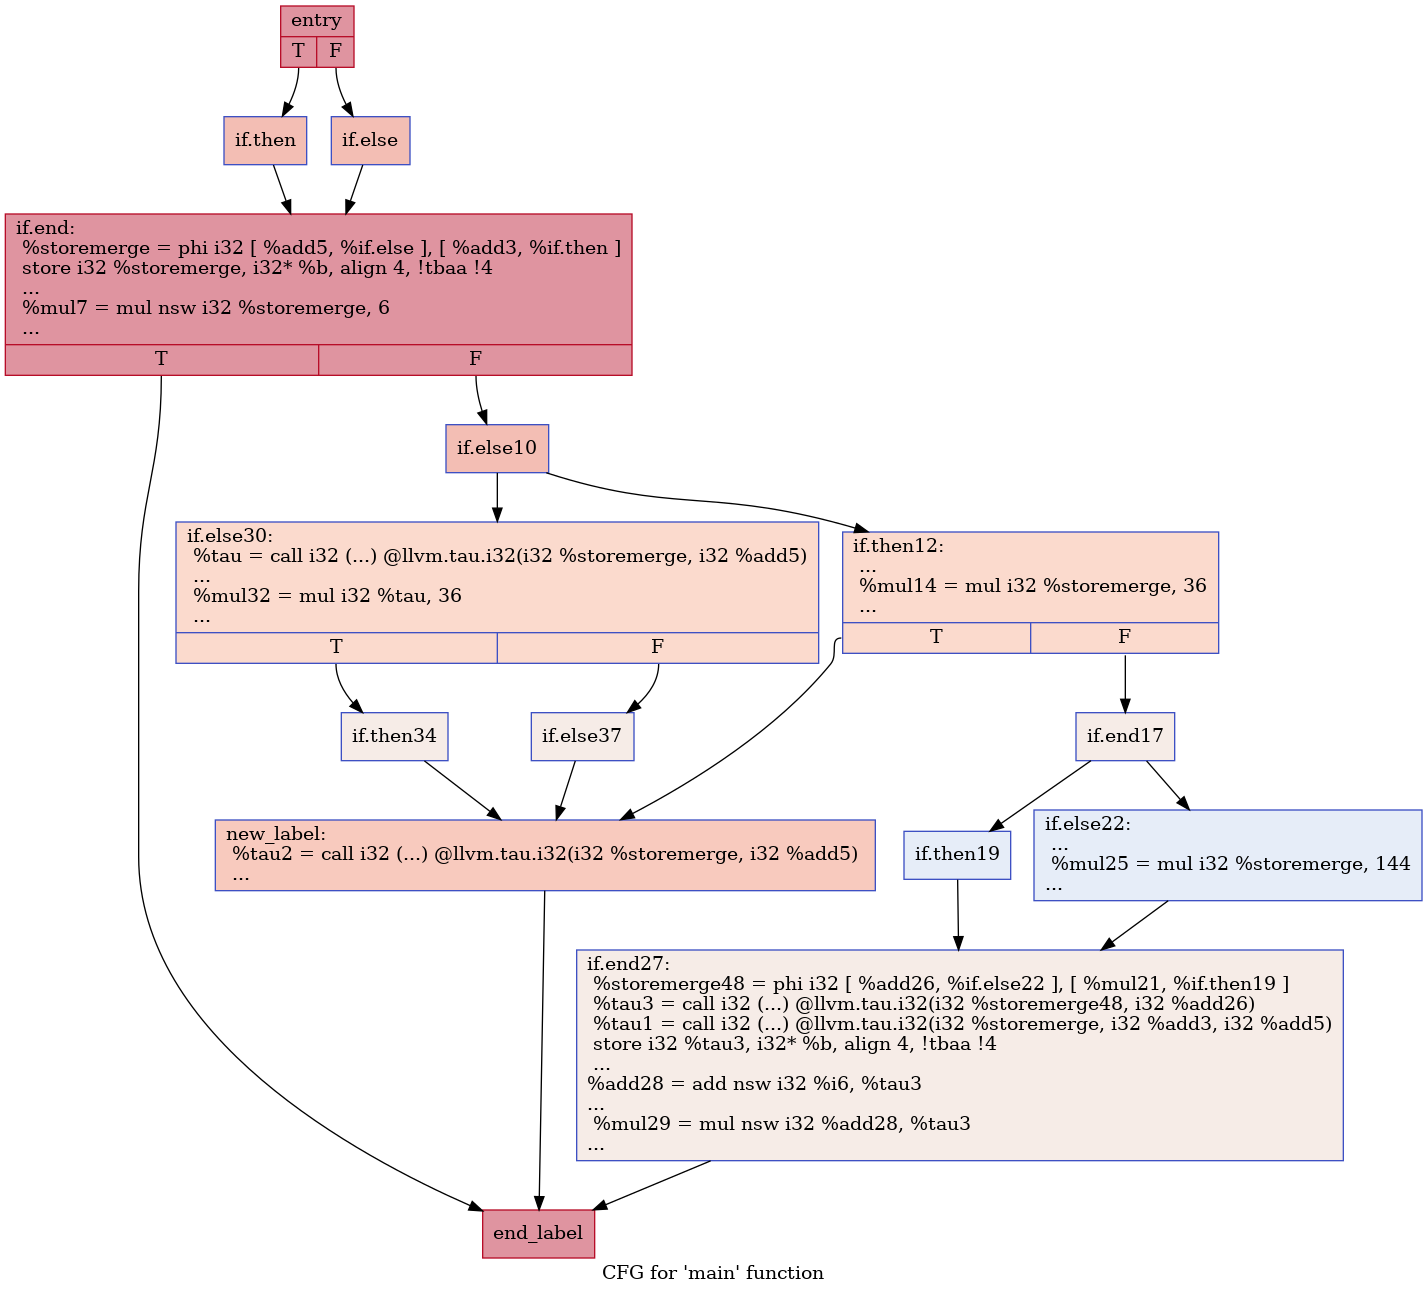 entry
T F
if.then
if.else
if.end:
%storemerge = phi i32 [ %add5, %if.else ], [ %add3, %if.then ]
store i32 %storemerge, i32* %b, align 4, !tbaa !4
...
%mul7 = mul nsw i32 %storemerge, 6
...
T F
if.else10
if.else30:
%tau = call i32 (...) @llvm.tau.i32(i32 %storemerge, i32 %add5)
...
%mul32 = mul i32 %tau, 36
...
T F
if.then12:
...
%mul14 = mul i32 %storemerge, 36
...
T F
if.then34
if.else37
if.end17
new_label:
%tau2 = call i32 (...) @llvm.tau.i32(i32 %storemerge, i32 %add5)
...
if.then19
if.else22:
...
%mul25 = mul i32 %storemerge, 144
...
if.end27:
%storemerge48 = phi i32 [ %add26, %if.else22 ], [ %mul21, %if.then19 ]
%tau3 = call i32 (...) @llvm.tau.i32(i32 %storemerge48, i32 %add26)
%tau1 = call i32 (...) @llvm.tau.i32(i32 %storemerge, i32 %add3, i32 %add5)
store i32 %tau3, i32* %b, align 4, !tbaa !4
...
%add28 = add nsw i32 %i6, %tau3
...
%mul29 = mul nsw i32 %add28, %tau3
...
end_label
CFG for 'main' function